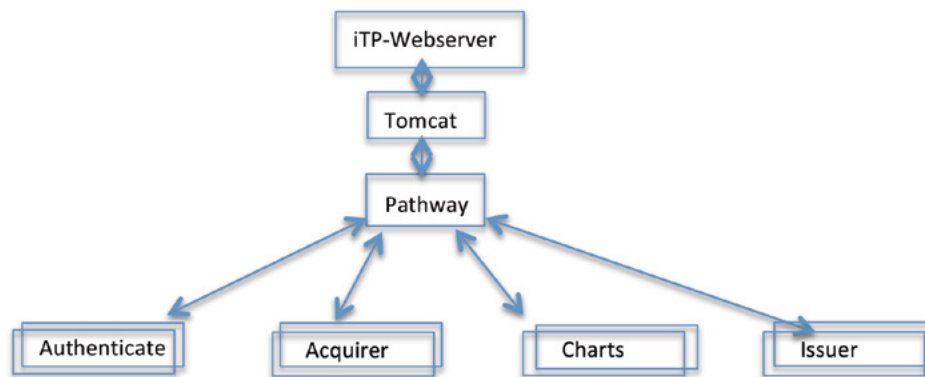 iTP-Webserver
Tomcat
Pathway
Authenticate
Acquirer
Charts
Issuer